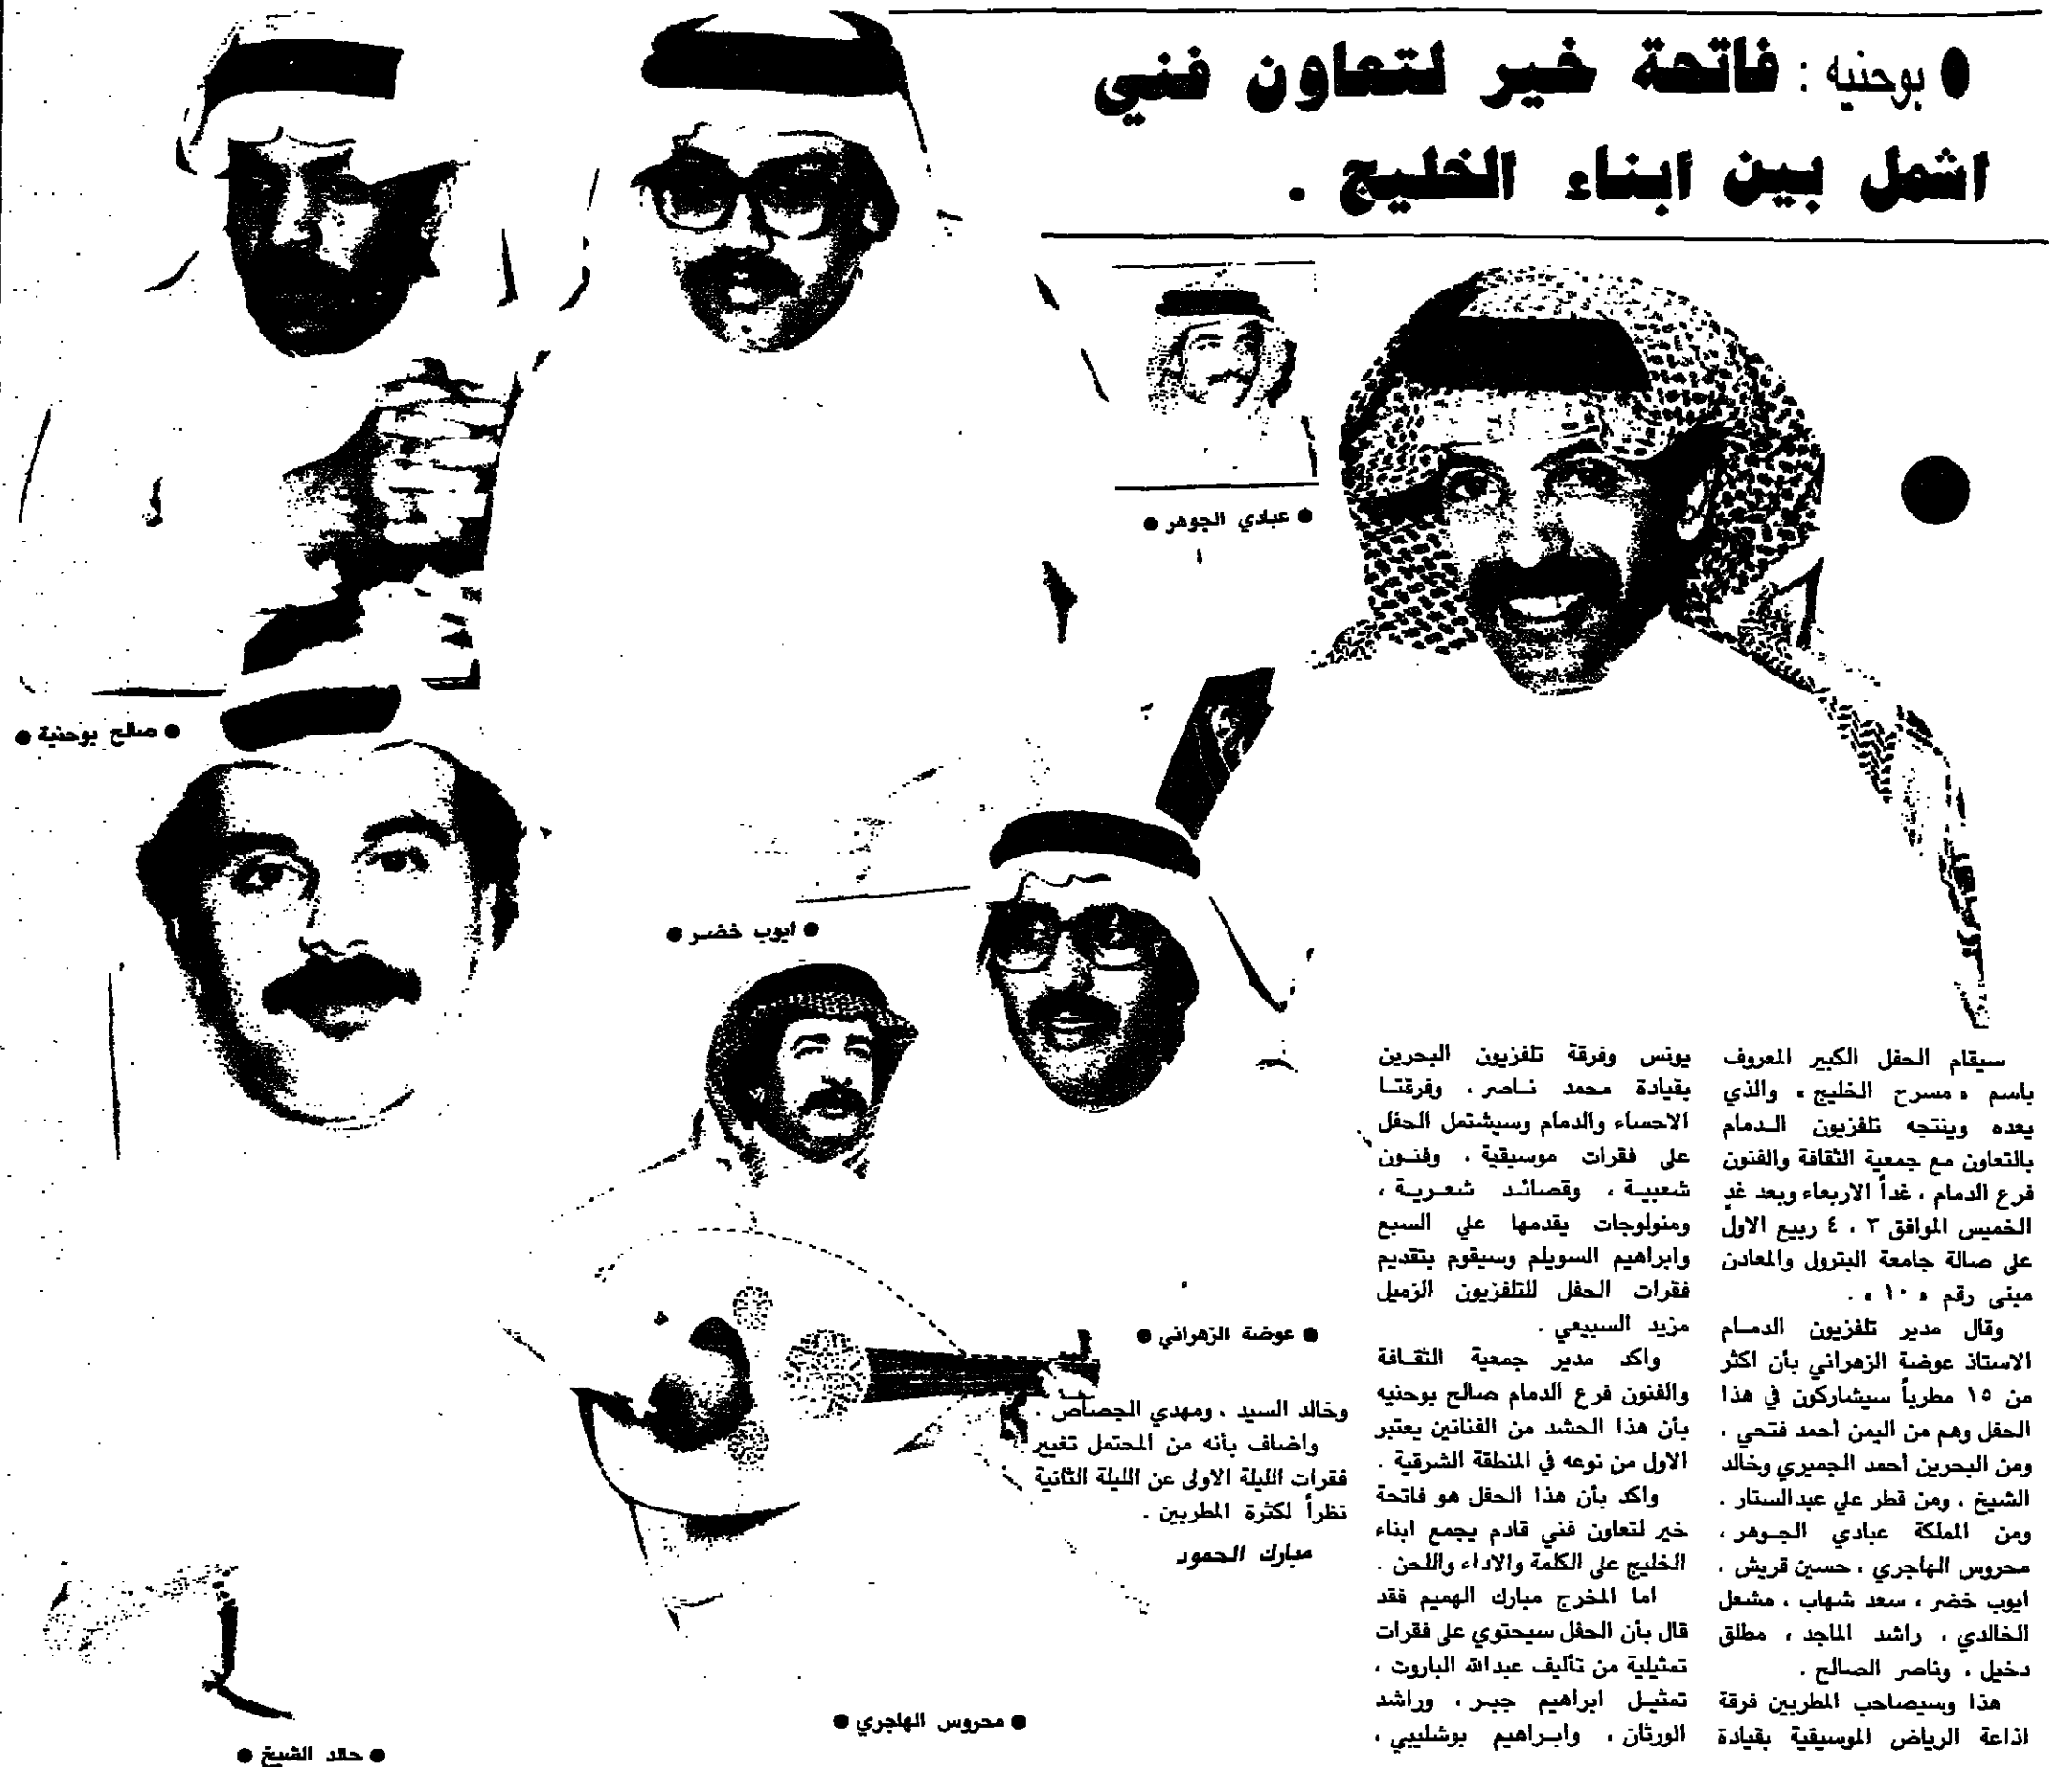 ● بوحنيه : فاتحة خير لتعاون فني
اشمل بين ابناء الخليج .
● عبادي الجوهر ●
● صالح بوحنية ●
● ايوب خضر ●
● عوضة الزهراني ●
● محروس الهاجري ●
● خالد الشيخ ●
سيقام الحفل الكبير المعروف
باسم « مسرح الخليج » والذي
يعده وينتجه تلفزيون الدمام
بالتعاون مع جمعية الثقافة والفنون
فرع الدمام ، غداً الاربعاء وبعد غدٍ
الخميس الموافق ٣ ، ٤ ربيع الاول
على صالة جامعة البترول والمعادن
مبنى رقم « ١٠ » .
وقال مدير تلفزيون الدمام
الاستاذ عوضة الزهراني بأن اكثر
من ١٥ مطرباً سيشاركون في هذا
الحفل وهم من اليمن أحمد فتحي ،
ومن البحرين أحمد الجميري وخالد
الشيخ ، ومن قطر علي عبدالستار .
ومن المملكة عبادي الجوهر ،
محروس الهاجري ، حسين قريش ،
ايوب خضر ، سعد شهاب ، مشعل
الخالدي ، راشد الماجد ، مطلق
دخيل ، وناصر الصالح .
هذا وسيصاحب المطربين فرقة
اذاعة الرياض الموسيقية بقيادة
يونس وفرقة تلفزيون البحرين
بقيادة محمد ناصر ، وفرقتا
الاحساء والدمام وسيشتمل الحفل
على فقرات موسيقية ، وفنون
شعبية ، وقصائد شعرية ،
ومنولوجات يقدمها علي السبع
وابراهيم السويلم وسيقوم بتقديم
فقرات الحفل للتلفزيون الزميل
مزيد السبيعي .
واكد مدير جمعية الثقافة
والفنون فرع الدمام صالح بوحنيه
بأن هذا الحشد من الفنانين يعتبر
الاول من نوعه في المنطقة الشرقية .
واكد بأن هذا الحفل هو فاتحة
خير لتعاون فني قادم يجمع ابناء
الخليج على الكلمة والاداء واللحن .
اما المخرج مبارك الهميم فقد
قال بأن الحفل سيحتوي على فقرات
تمثيلية من تأليف عبدالله الباروت ،
تمثيل ابراهيم جبر ، وراشد
الورثان ، وابراهيم بوشليبي ،
وخالد السيد ، ومهدي الجصاص .
واضاف بأنه من المحتمل تغيير
فقرات الليلة الاولى عن الليلة الثانية
نظراً لكثرة المطربين .
مبارك الحمود